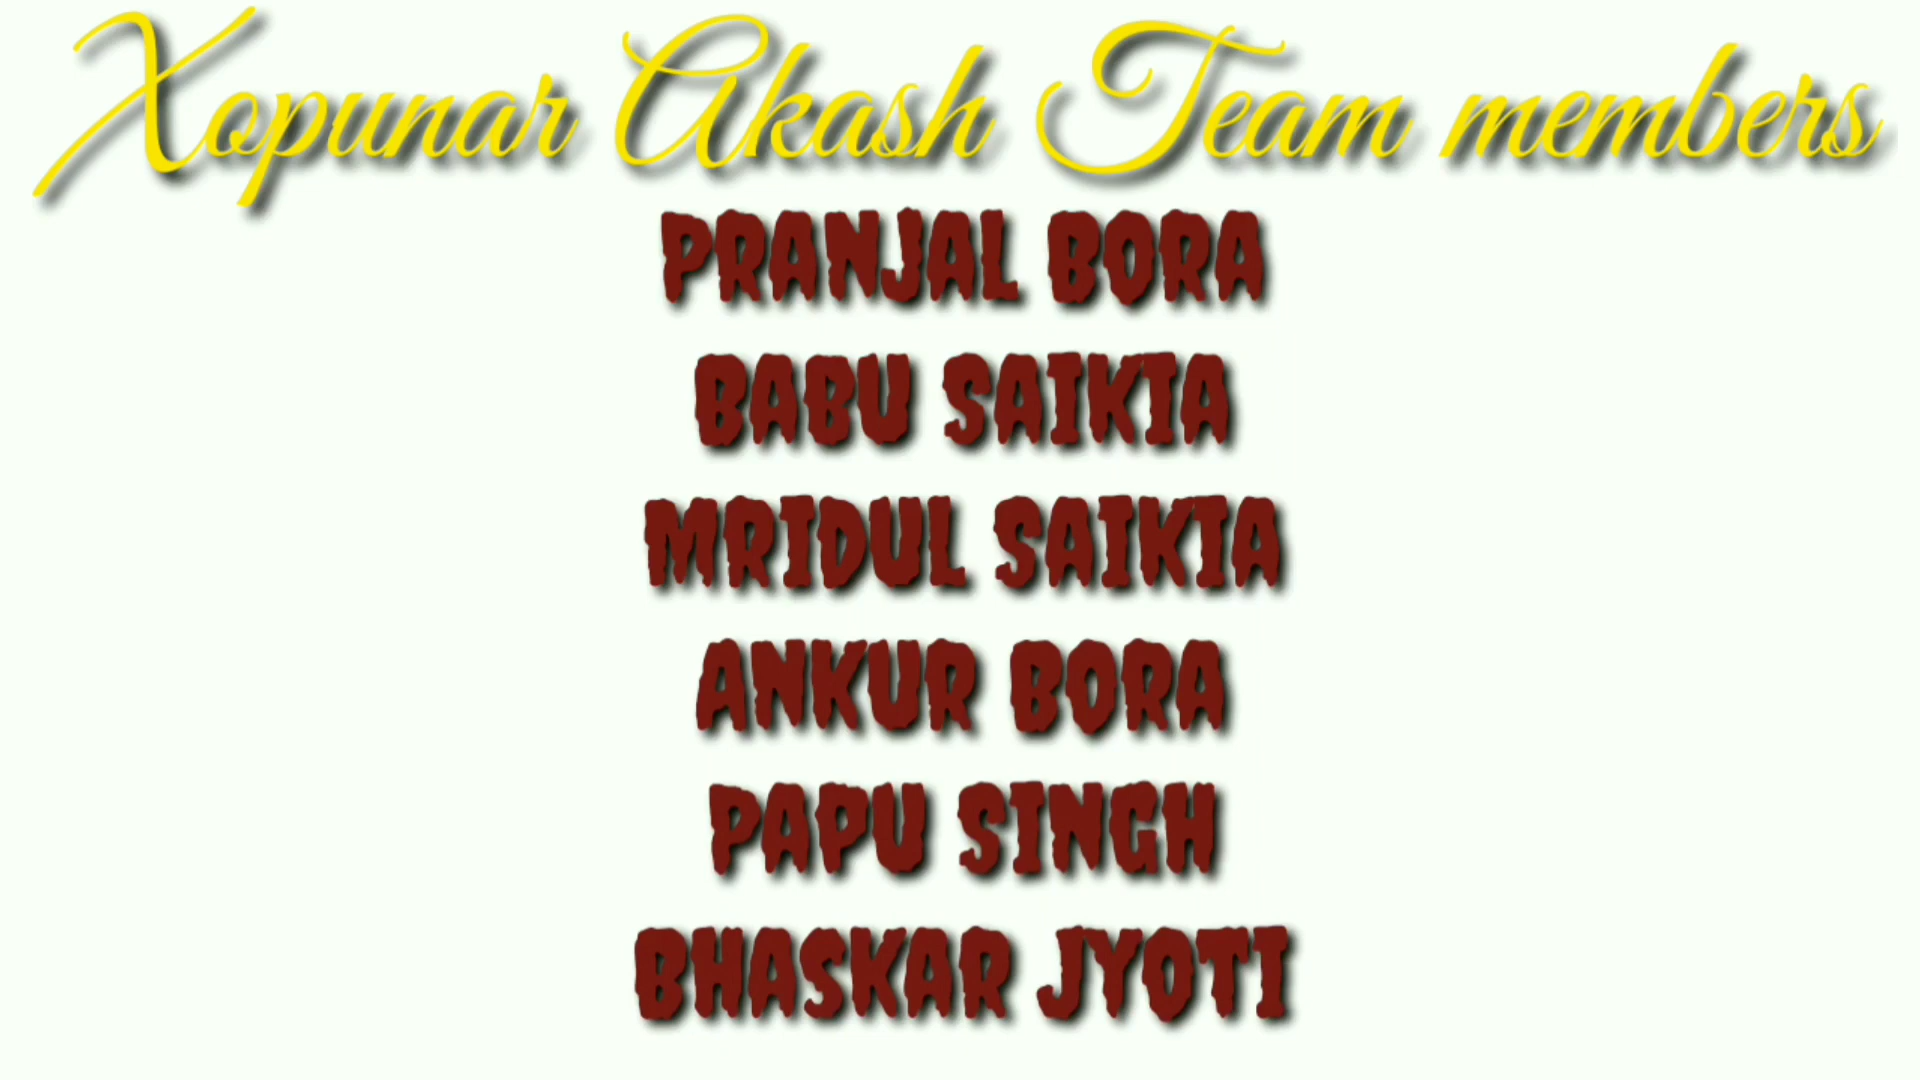 Xopunar Akash Team members
PRANJAL BORA
BABU SAIKIA
MRIDUL SAIKIA
ANKUR BORA
PAPU SINGH
BHASKAR JYOTI